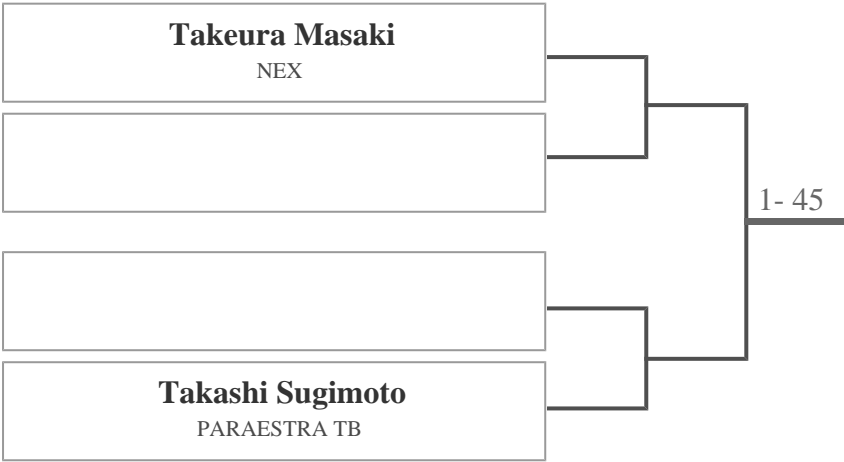 Takeura Masaki
NEX
1- 45
Takashi Sugimoto
PARAESTRA TB